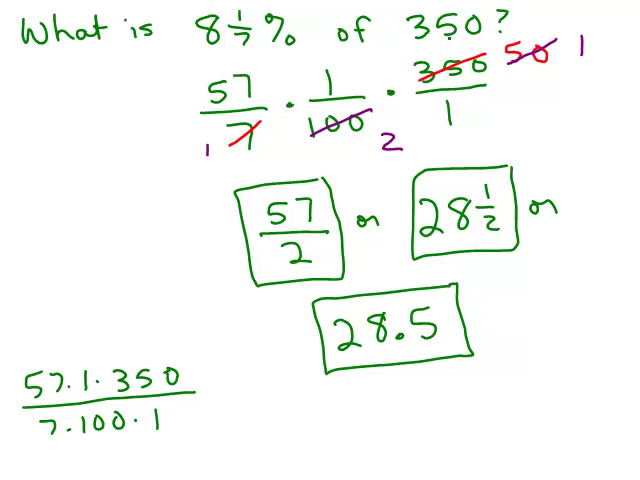 What is 8 1/7% of 350?
57/7 · 1/100 · 350/1 50 1
1 2
57/2 or 28 1/2 or
28.5
57·1·350
7·100·1